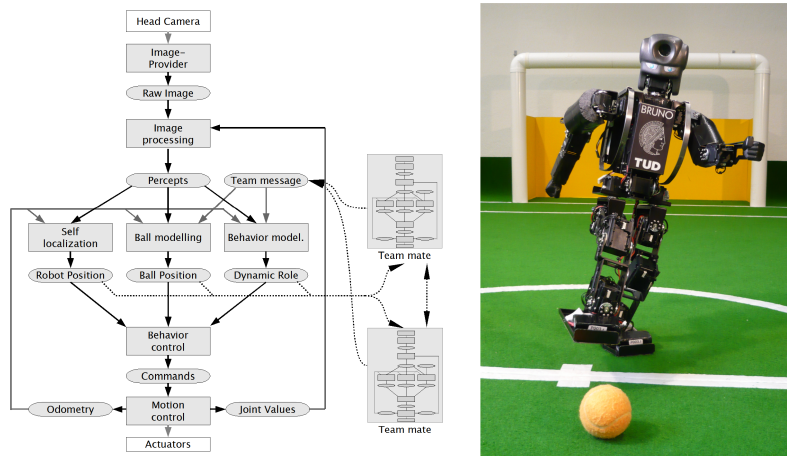 Head Camera
Image-
Provider
Raw Image
Image
processing
Percepts
Team message
Self
localization
Ball modelling
Behavior model.
Robot Position
Ball Position
Dynamic Role
Behavior
control
Commands
Odometry
Motion
control
Joint Values
Actuators
Team mate
Team mate
BRUNO
TUD